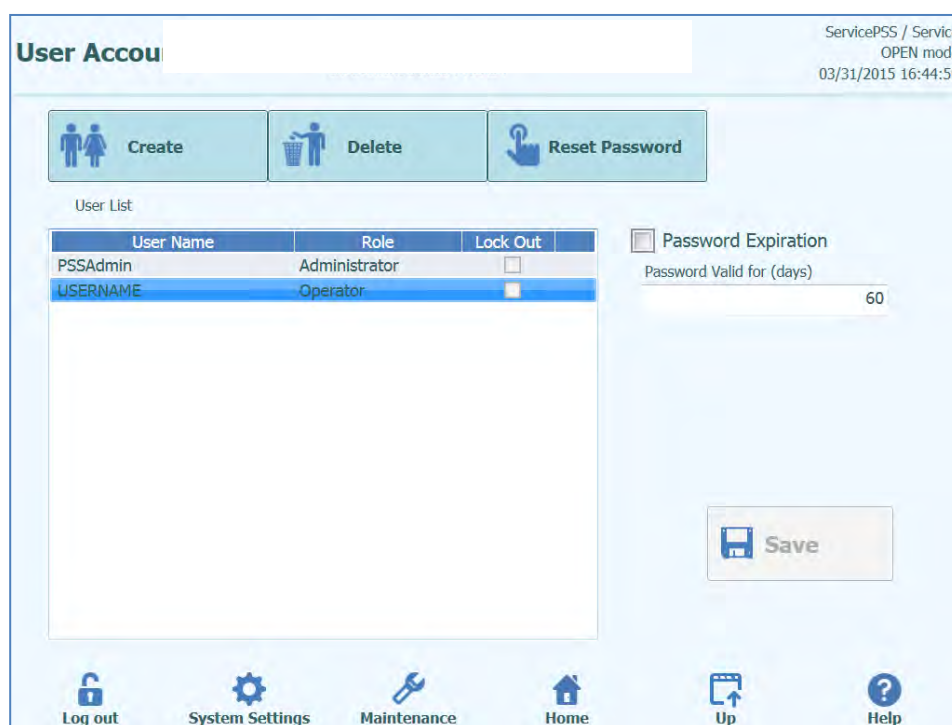 User Accou
ServicePSS / Servic
OPEN mod
03/31/2015 16:44:5
Create
Delete
Reset Password
User List
User Name Role Lock Out
PSSAdmin Administrator
USERNAME Operator
Password Expiration
Password Valid for (days)
60
Save
Log out System Settings Maintenance Home Up Help